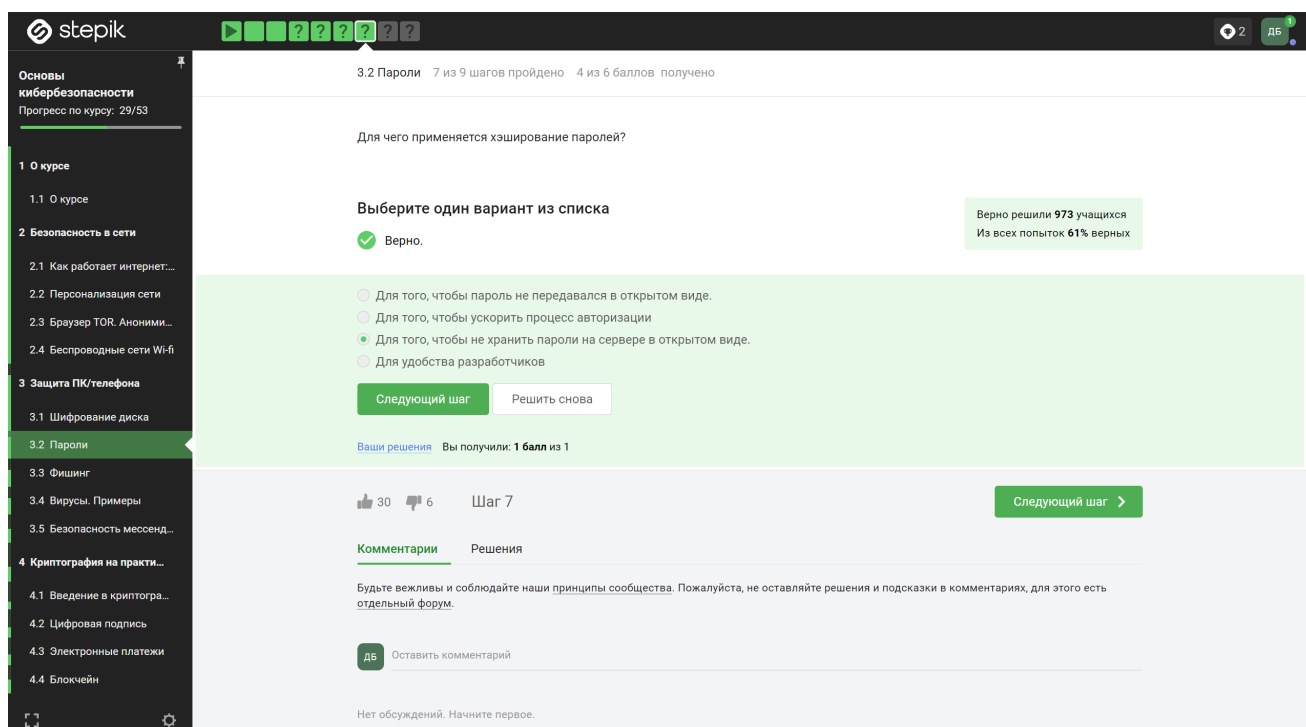 stepik
? ? ? ? ? ?
2
ДБ
1
Основы
кибербезопасности
Прогресс по курсу: 29/53
1 О курсе
1.1 О курсе
2 Безопасность в сети
2.1 Как работает интернет:...
2.2 Персонализация сети
2.3 Браузер TOR. Аноними...
2.4 Беспроводные сети Wi-fi
3 Защита ПК/телефона
3.1 Шифрование диска
3.2 Пароли
3.3 Фишинг
3.4 Вирусы. Примеры
3.5 Безопасность мессенд...
4 Криптография на практи...
4.1 Введение в криптогра...
4.2 Цифровая подпись
4.3 Электронные платежи
4.4 Блокчейн
3.2 Пароли 7 из 9 шагов пройдено 4 из 6 баллов получено
Для чего применяется хэширование паролей?
Выберите один вариант из списка
Верно.
Верно решили 973 учащихся
Из всех попыток 61% верных
Для того, чтобы пароль не передавался в открытом виде.
Для того, чтобы ускорить процесс авторизации
Для того, чтобы не хранить пароли на сервере в открытом виде.
Для удобства разработчиков
Следующий шаг Решить снова
Ваши решения Вы получили: 1 балл из 1
30 6 Шаг 7 Следующий шаг
Комментарии Решения
Будьте вежливы и соблюдайте наши принципы сообщества. Пожалуйста, не оставляйте решения и подсказки в комментариях, для этого есть
отдельный форум.
ДБ Оставить комментарий
Нет обсуждений. Начните первое.